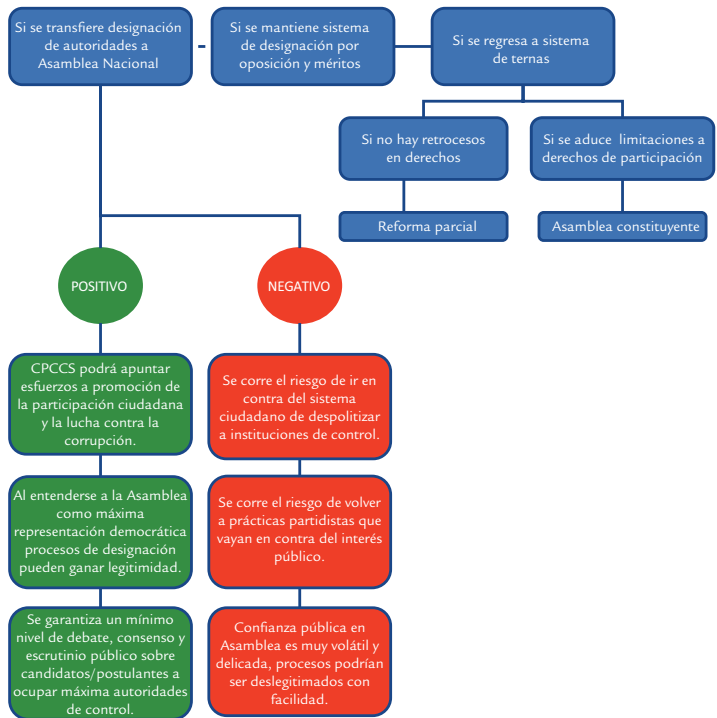 Si se transfiere designación
de autoridades a
Asamblea Nacional
Si se mantiene sistema
de designación por
oposición y méritos
Si se regresa a sistema
de ternas
Si no hay retrocesos
en derechos
Si se aduce limitaciones a
derechos de participación
Reforma parcial
Asamblea constituyente
POSITIVO
NEGATIVO
CPCCS podrá apuntar
esfuerzos a promoción de
la participación ciudadana
y la lucha contra la
corrupción.
Se corre el riesgo de ir en
contra del sistema
ciudadano de despolitizar
a instituciones de control.
Al entenderse a la Asamblea
como máxima
representación democrática
procesos de designación
pueden ganar legitimidad.
Se corre el riesgo de volver
a prácticas partidistas que
vayan en contra del interés
público.
Se garantiza un mínimo
nivel de debate, consenso y
escrutinio público sobre
candidatos/postulantes a
ocupar máxima autoridades
de control.
Confianza pública en
Asamblea es muy volátil y
delicada, procesos podrían
ser deslegitimados con
facilidad.